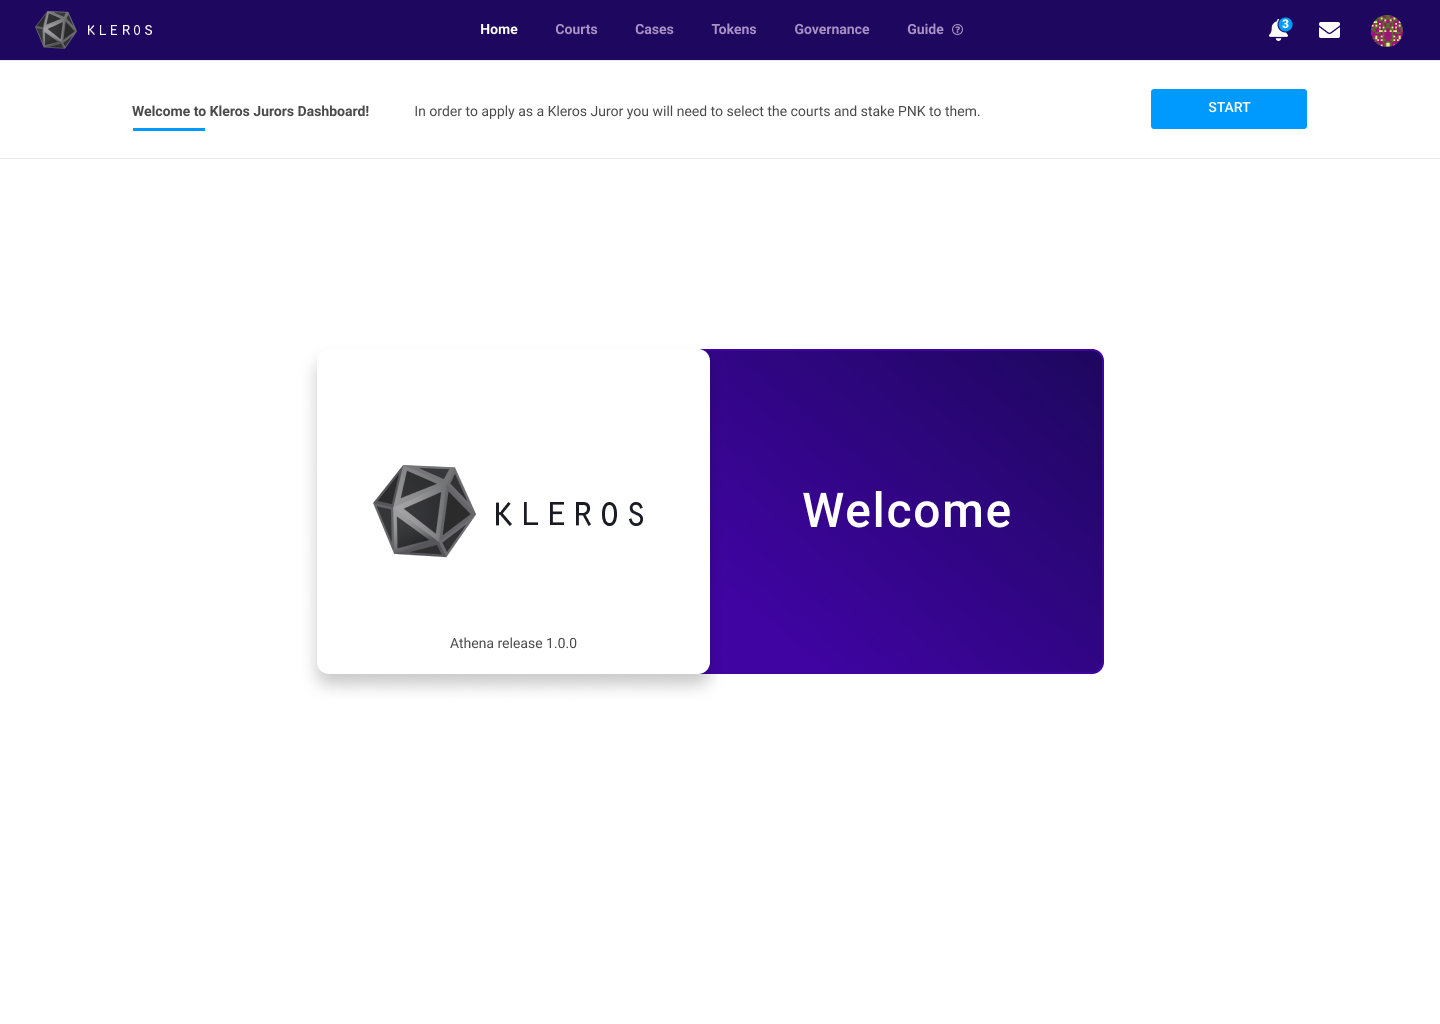 KLEROS
Home Courts Cases Tokens Governance Guide
3
Welcome to Kleros Jurors Dashboard!
In order to apply as a Kleros Juror you will need to select the courts and stake PNK to them.
START
KLEROS
Welcome
Athena release 1.0.0